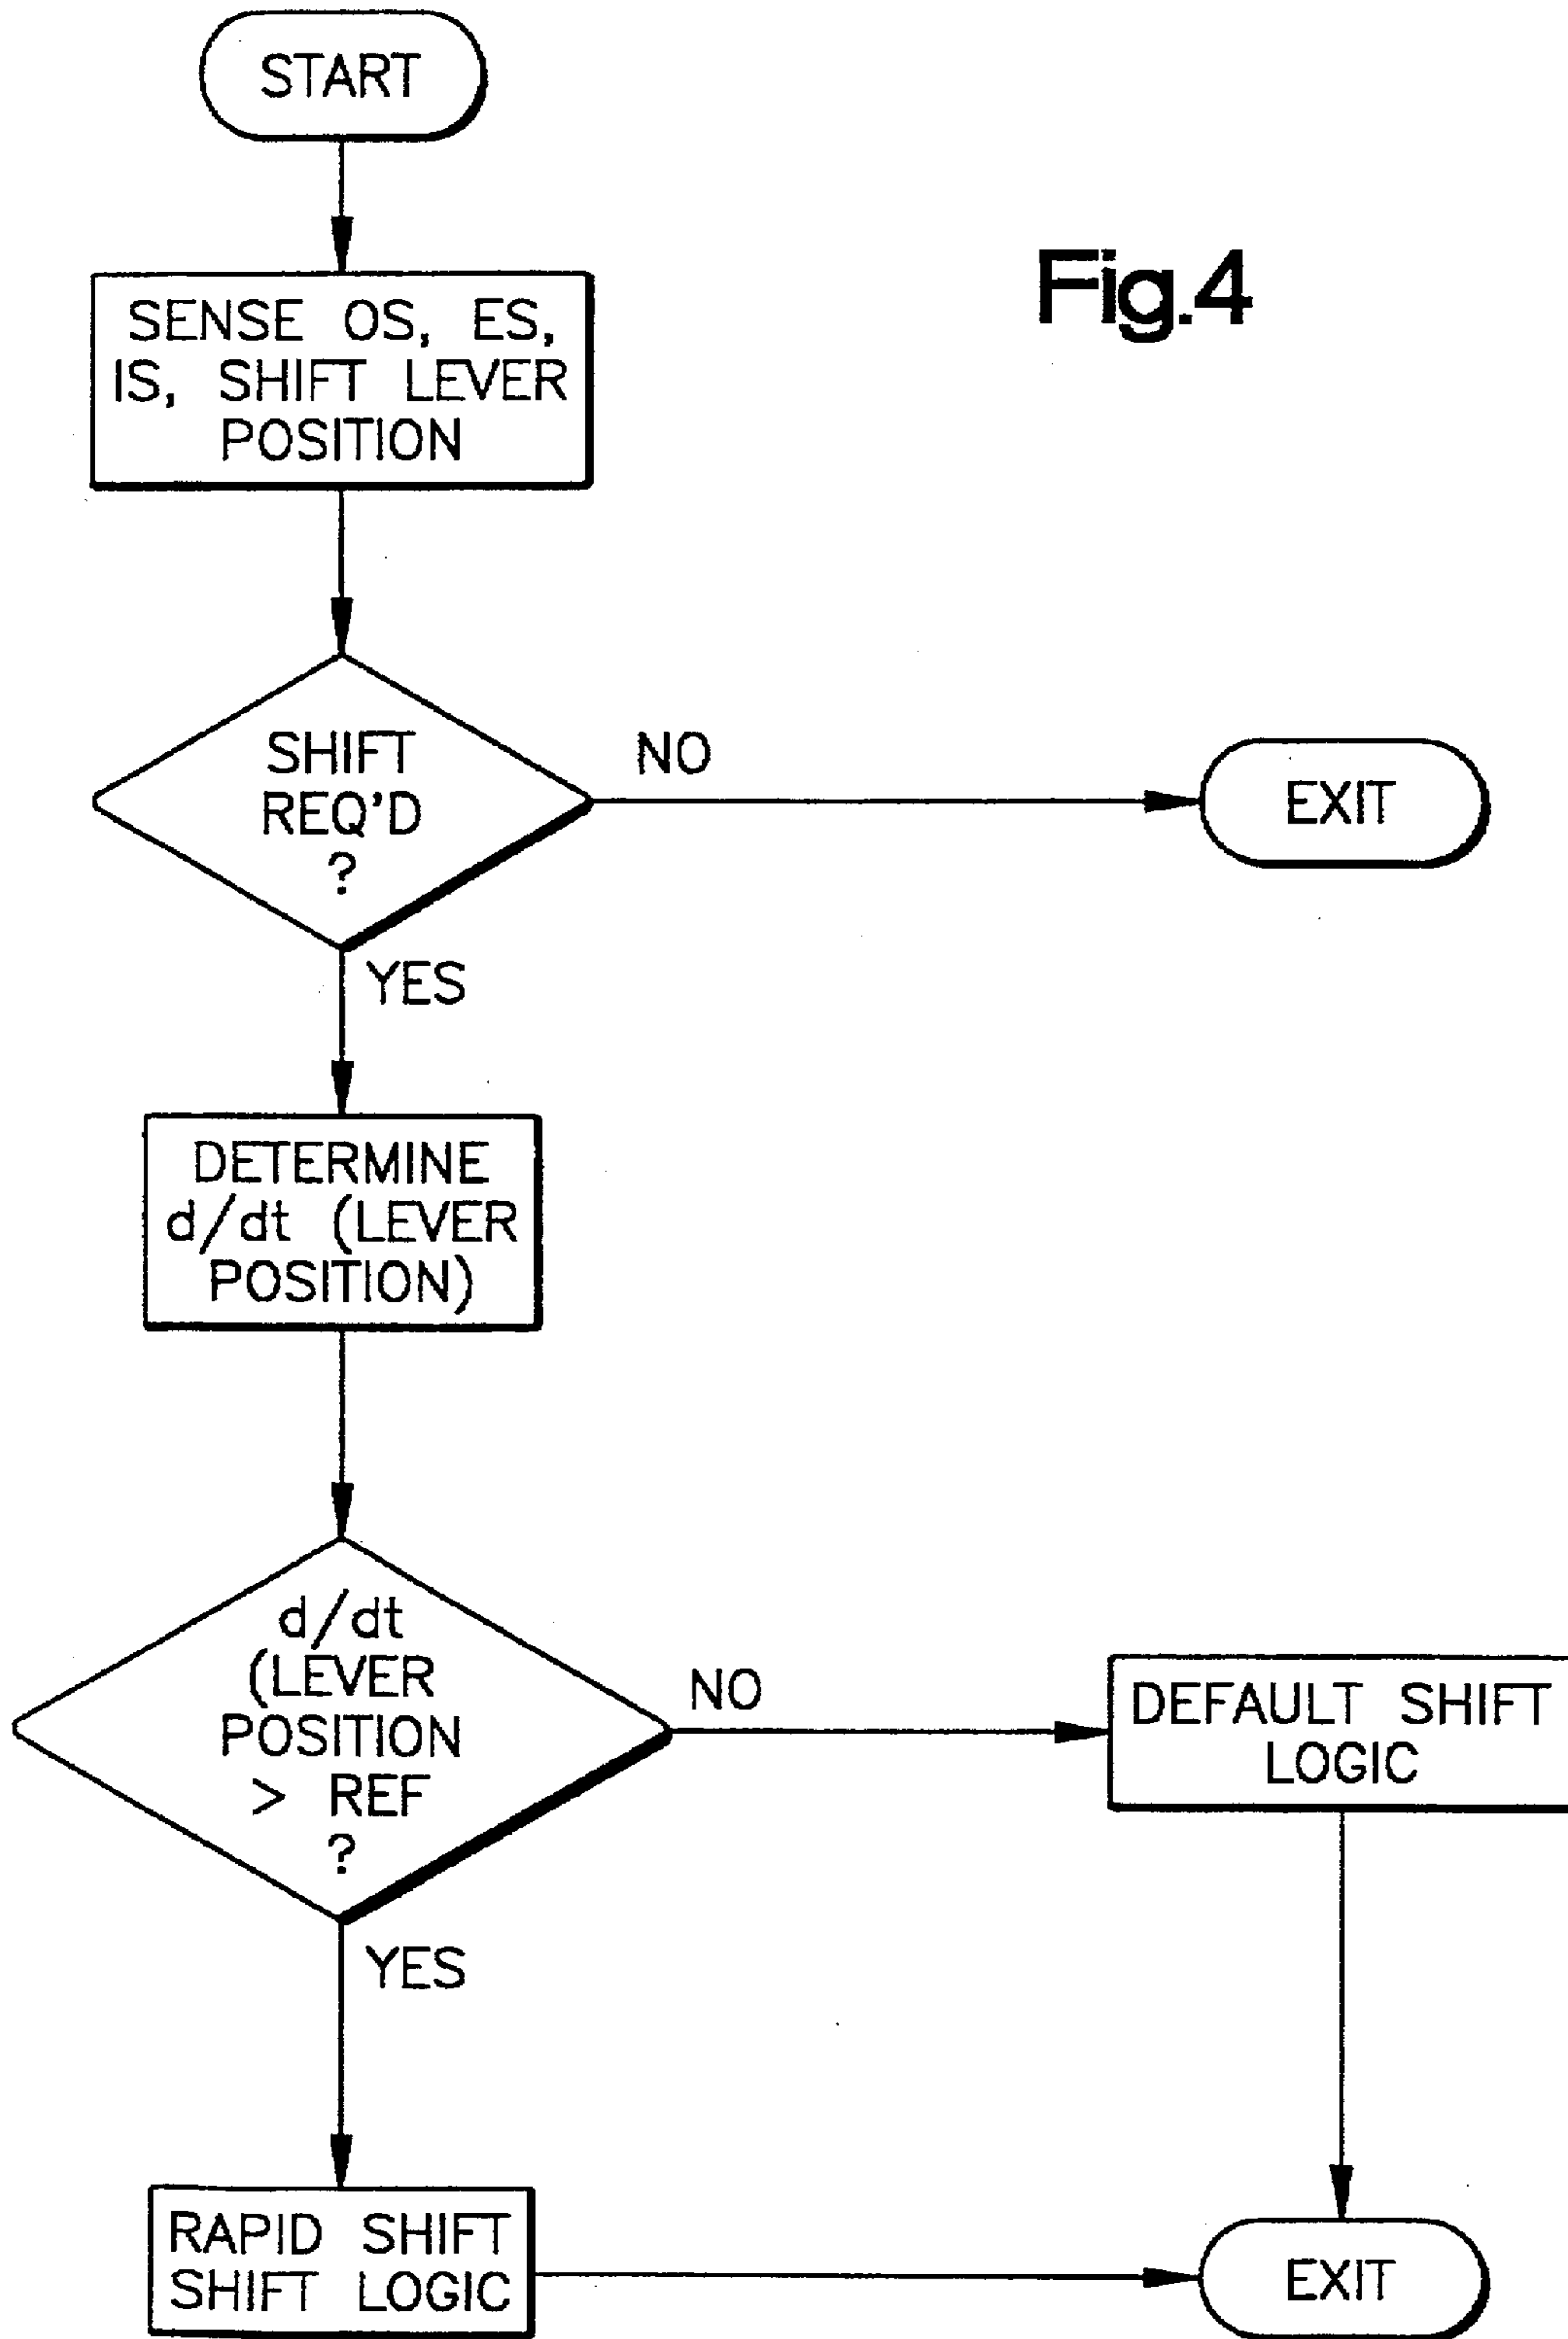 START
Fig.4
SENSE OS, ES,
IS, SHIFT LEVER
POSITION
SHIFT
REQ'D
?
NO
EXIT
YES
DETERMINE
d/dt (LEVER
POSITION)
d/dt
(LEVER
POSITION
> REF
?
NO
DEFAULT SHIFT
LOGIC
YES
RAPID SHIFT
SHIFT LOGIC
EXIT